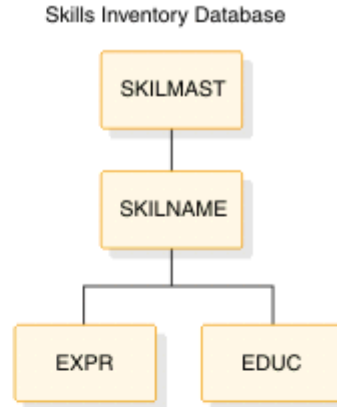 Skills Inventory Database
SKILMAST
SKILNAME
EXPR
EDUC